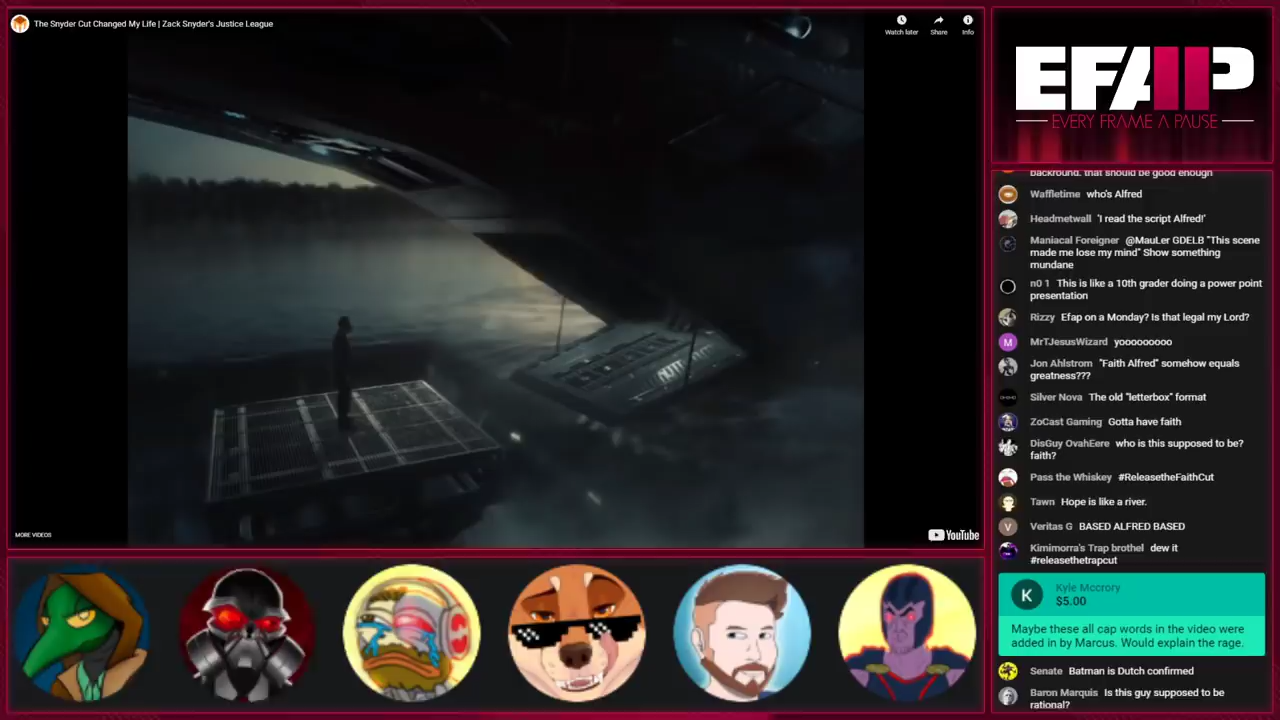 The Snyder Cut Changed My Life | Zack Snyder's Justice League
Watch later
Share
Info
MORE VIDEOS
YouTube
EFAP
EVERY FRAME A PAUSE
backround. that should be good enough
Waffletime who's Alfred
Headmetwall 'I read the script Alfred!'
Maniacal Foreigner @MauLer GDELB "This scene
made me lose my mind" Show something
mundane
n0 1 This is like a 10th grader doing a power point
presentation
Rizzy Efap on a Monday? Is that legal my Lord?
M
MrTJesusWizard yooooooooo
Jon Ahlstrom "Faith Alfred" somehow equals
greatness???
Silver Nova The old "letterbox" format
ZoCast Gaming Gotta have faith
DisGuy OvahEere who is this supposed to be?
faith?
Pass the Whiskey #ReleasetheFaithCut
Tawn Hope is like a river.
V
Veritas G BASED ALFRED BASED
Kimimorra's Trap brothel dew it
#releasethetrapcut
K
Kyle Mccrory
$5.00
Maybe these all cap words in the video were
added in by Marcus. Would explain the rage.
Senate Batman is Dutch confirmed
Baron Marquis Is this guy supposed to be
rational?